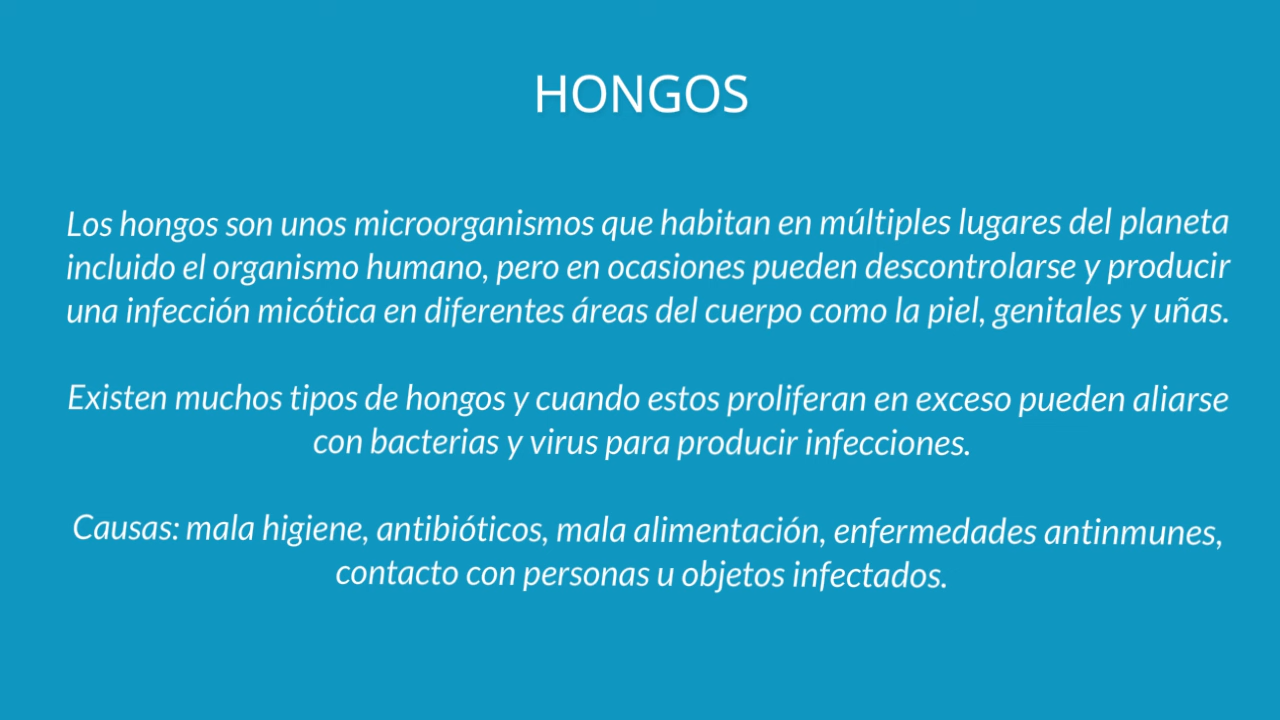 HONGOS
Los hongos son unos microorganismos que habitan en múltiples lugares del planeta
incluido el organismo humano, pero en ocasiones pueden descontrolarse y producir
una infección micótica en diferentes áreas del cuerpo como la piel, genitales y uñas.
Existen muchos tipos de hongos y cuando estos proliferan en exceso pueden aliarse
con bacterias y virus para producir infecciones.
Causas: mala higiene, antibióticos, mala alimentación, enfermedades antinmunes,
contacto con personas u objetos infectados.